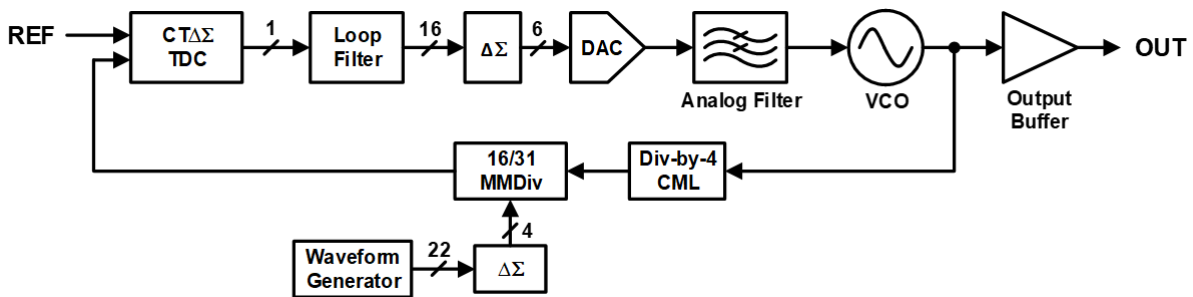 REF
CTΔΣ
TDC
1
Loop
Filter
16
ΔΣ
6
DAC
Analog Filter
VCO
Output
Buffer
OUT
16/31
MMDiv
Div-by-4
CML
4
Waveform
Generator
22
ΔΣ